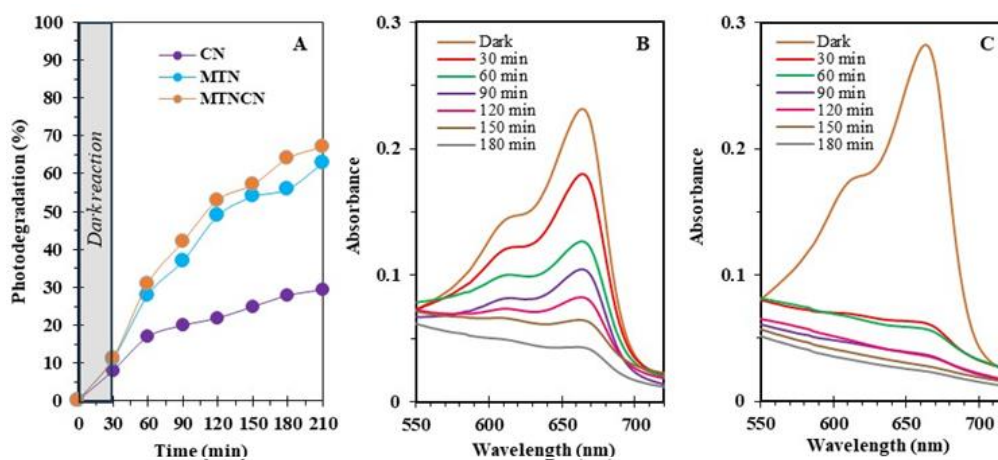 A
CN
MTN
MTNCN
Dark reaction
Photodegradation (%)
100
90
80
70
60
50
40
30
20
10
0
0 30 60 90 120 150 180 210
Time (min)
B
Dark
30 min
60 min
90 min
120 min
150 min
180 min
Absorbance
0.3
0.2
0.1
0
550 600 650 700
Wavelength (nm)
C
Dark
30 min
60 min
90 min
120 min
150 min
180 min
Absorbance
0.3
0.2
0.1
0
550 600 650 700
Wavelength (nm)